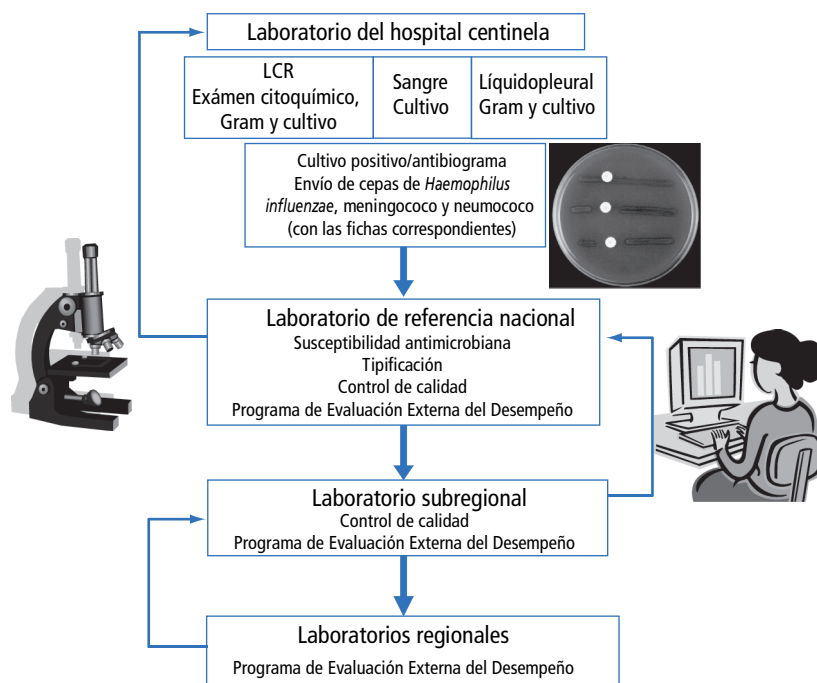 Laboratorio del hospital centinela
LCR
Exámen citoquímico,
Gram y cultivo
Sangre
Cultivo
Líquidopleural
Gram y cultivo
Cultivo positivo/antibiograma
Envío de cepas de Haemophilus
influenzae, meningococo y neumococo
(con las fichas correspondientes)
Laboratorio de referencia nacional
Susceptibilidad antimicrobiana
Tipificación
Control de calidad
Programa de Evaluación Externa del Desempeño
Laboratorio subregional
Control de calidad
Programa de Evaluación Externa del Desempeño
Laboratorios regionales
Programa de Evaluación Externa del Desempeño